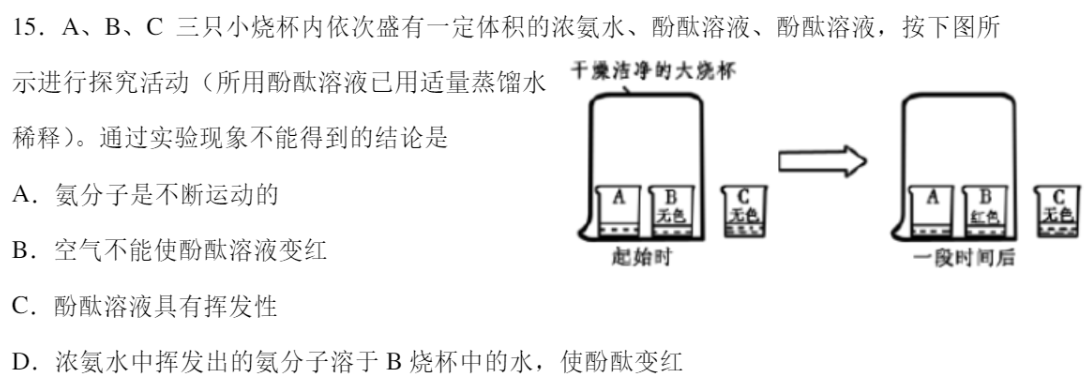 15．A、B、C 三只小烧杯内依次盛有一定体积的浓氨水、酚酞溶液、酚酞溶液，按下图所
示进行探究活动（所用酚酞溶液已用适量蒸馏水
稀释）。通过实验现象不能得到的结论是
A．氨分子是不断运动的
B．空气不能使酚酞溶液变红
C．酚酞溶液具有挥发性
D．浓氨水中挥发出的氨分子溶于 B 烧杯中的水，使酚酞变红
干燥洁净的大烧杯
A B 无色 C 无色
起始时
A B 红色 C 无色
一段时间后